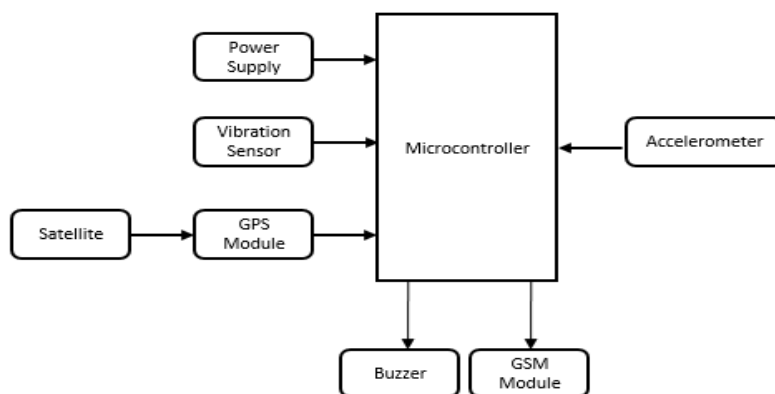 Power
Supply
Vibration
Sensor
Microcontroller
Accelerometer
Satellite
GPS
Module
Buzzer
GSM
Module